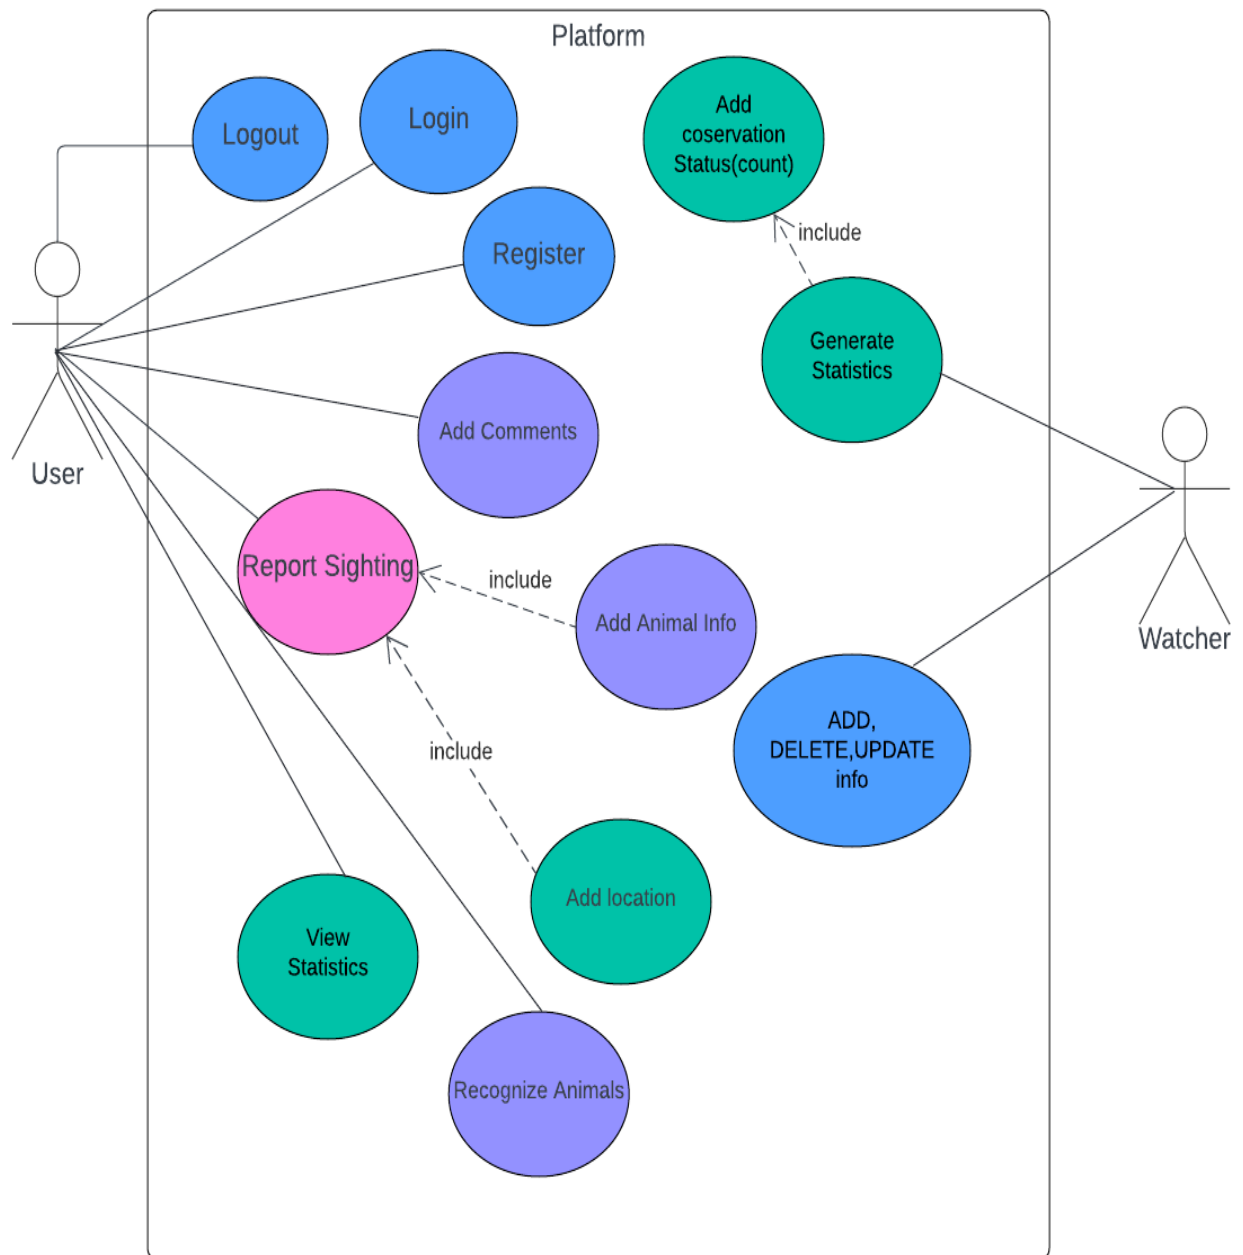 Platform
Logout
Login
Add
coservation
Status(count)
include
Register
Generate
Statistics
Add Comments
User
Report Sighting
include
Add Animal Info
Watcher
ADD,
DELETE,UPDATE
info
include
Add location
View
Statistics
Recognize Animals